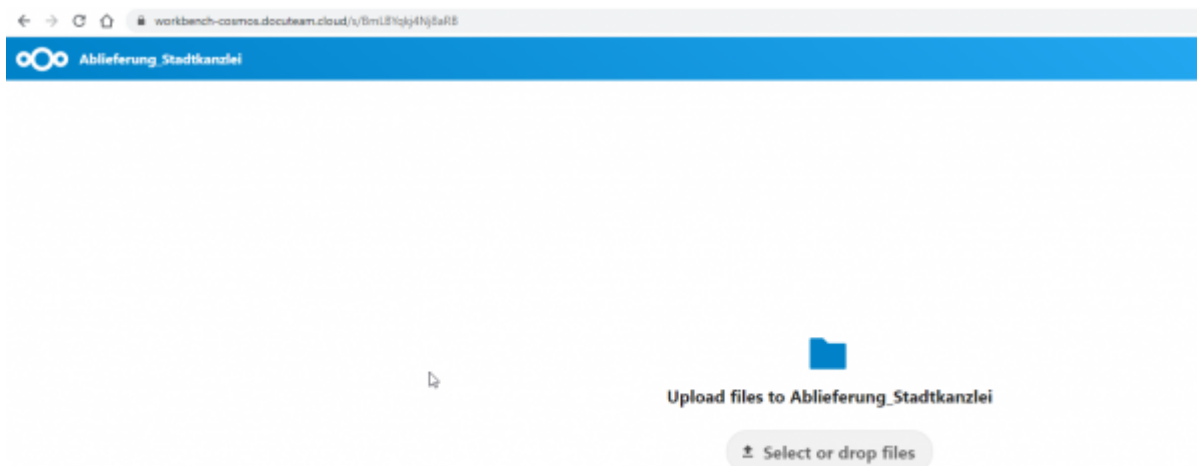 workbench-cosmos.docuteam.cloud
Ablieferung_Stadtkanzlei
Upload files to Ablieferung_Stadtkanzlei
Select or drop files